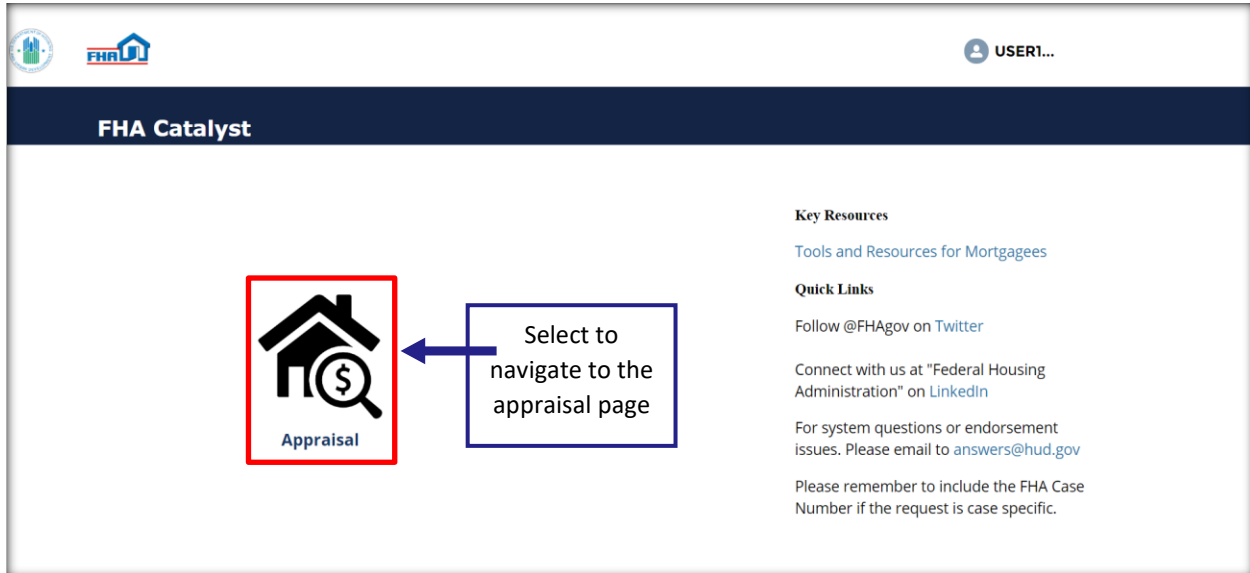 FHA
USER1...
FHA Catalyst
Key Resources
Tools and Resources for Mortgagees
Quick Links
Follow @FHAgov on Twitter
Connect with us at "Federal Housing
Administration" on LinkedIn
For system questions or endorsement
issues. Please email to answers@hud.gov
Please remember to include the FHA Case
Number if the request is case specific.
$
Appraisal
Select to
navigate to the
appraisal page